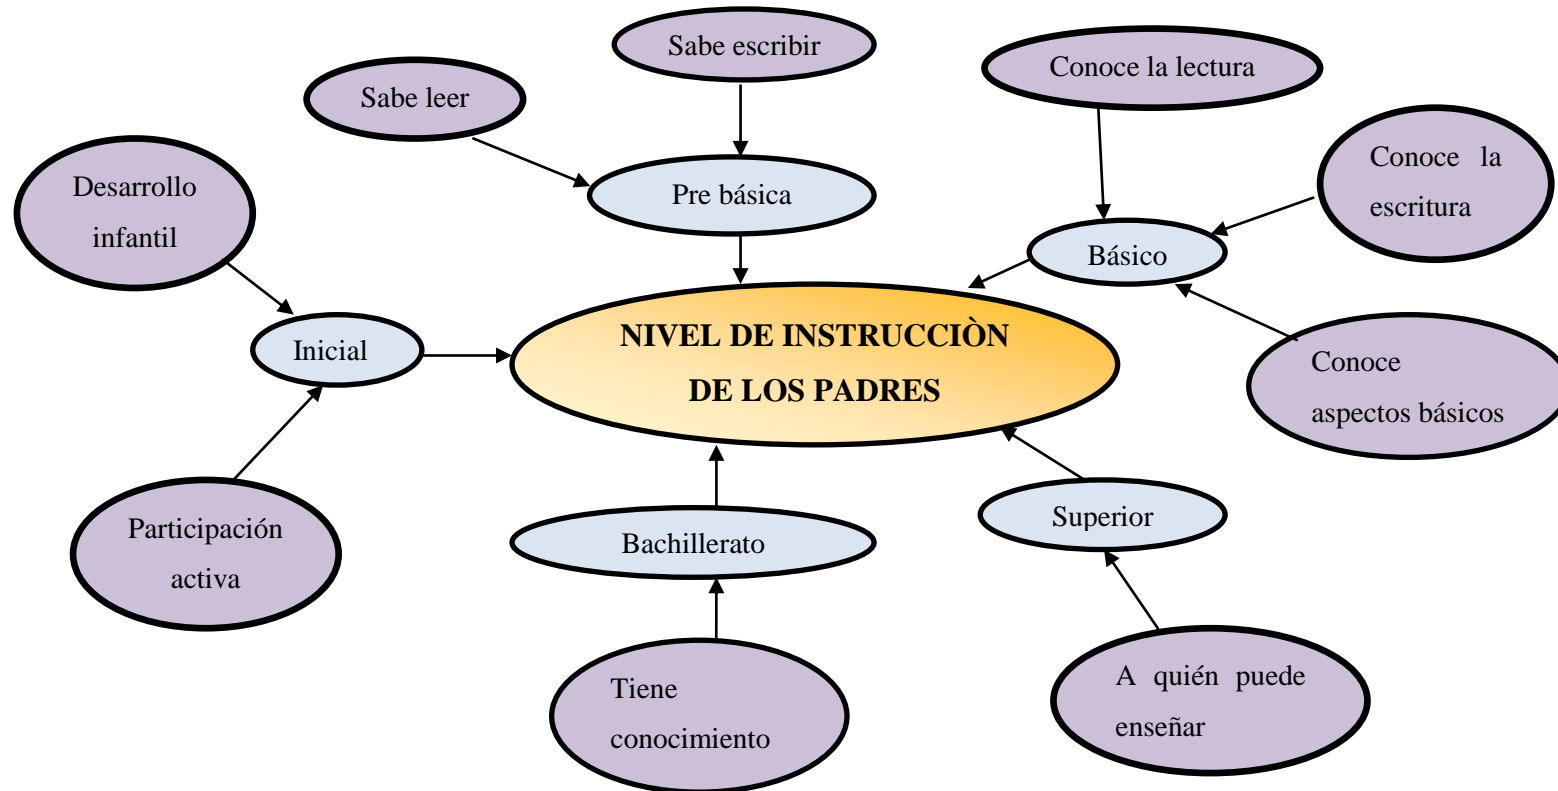 Sabe escribir
Conoce la lectura
Sabe leer
Conoce la
escritura
Desarrollo
infantil
Pre básica
Básico
Inicial
NIVEL DE INSTRUCCIÒN
DE LOS PADRES
Conoce
aspectos básicos
Participación
activa
Bachillerato
Superior
Tiene
conocimiento
A quién puede
enseñar